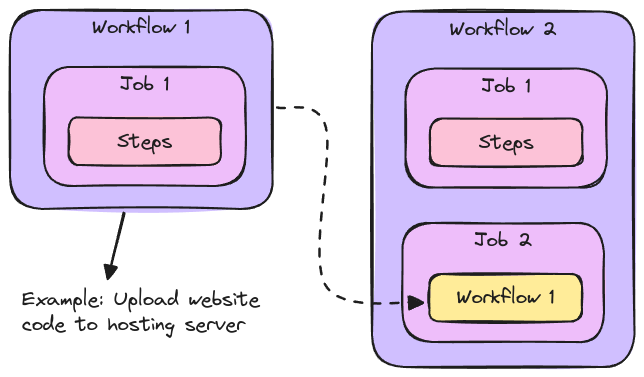 Workflow 1
Job 1
Steps
Example: Upload website
code to hosting server
Workflow 2
Job 1
Steps
Job 2
Workflow 1